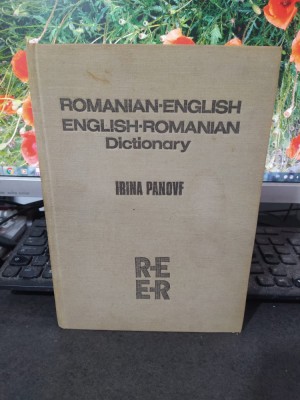 ROMANIAN-ENGLISH
ENGLISH-ROMANIAN
Dictionary
IRINA PANOVF
R-E
E-R